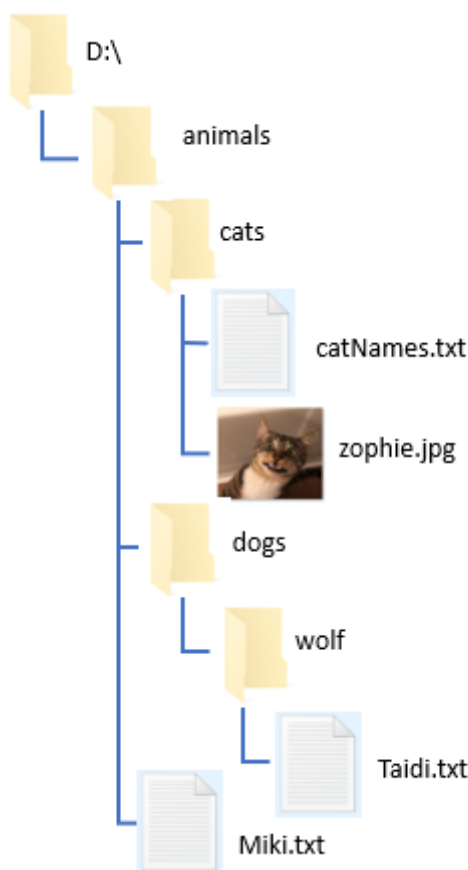 D:\
animals
cats
catNames.txt
zophie.jpg
dogs
wolf
Taidi.txt
Miki.txt